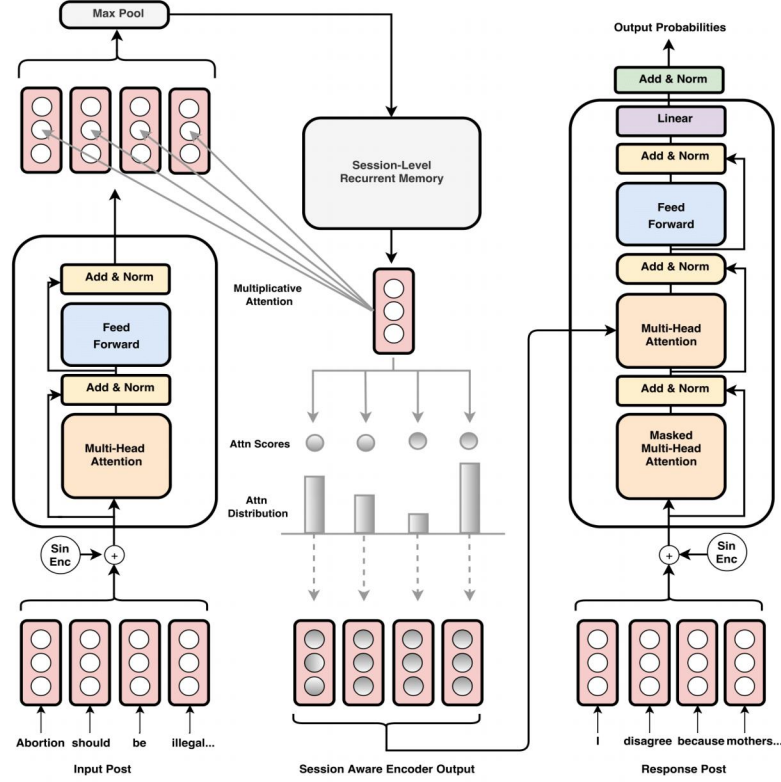 Max Pool
Session-Level
Recurrent Memory
Multiplicative
Attention
Add & Norm
Feed
Forward
Add & Norm
Multi-Head
Attention
Sin
Enc
+
Abortion should be illegal...
Input Post
Attn Scores
Attn
Distribution
Session Aware Encoder Output
Output Probabilities
Add & Norm
Linear
Add & Norm
Feed
Forward
Add & Norm
Multi-Head
Attention
Add & Norm
Masked
Multi-Head
Attention
+
Sin
Enc
I disagree because mothers...
Response Post